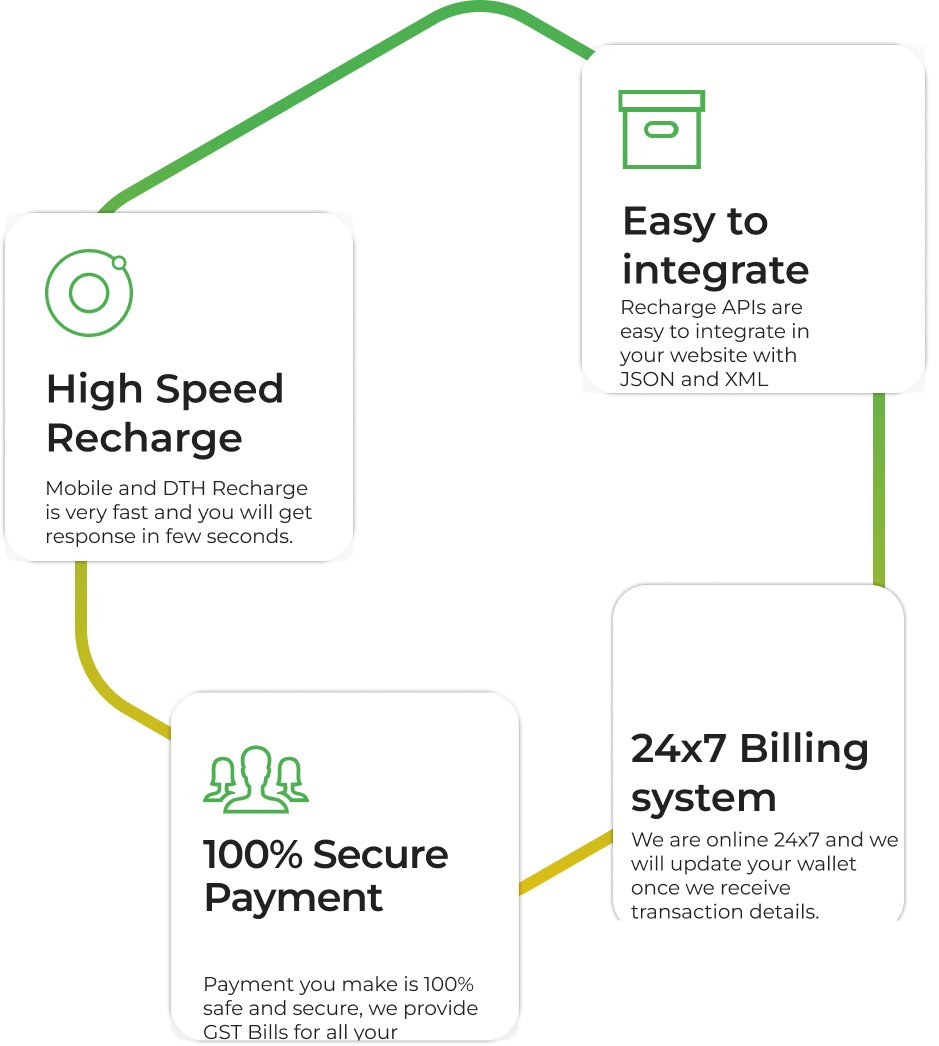 Easy to
integrate
Recharge APIs are
easy to integrate in
your website with
JSON and XML
High Speed
Recharge
Mobile and DTH Recharge
is very fast and you will get
response in few seconds.
24x7 Billing
system
We are online 24x7 and we
will update your wallet
once we receive
transaction details.
100% Secure
Payment
Payment you make is 100%
safe and secure, we provide
GST Bills for all your